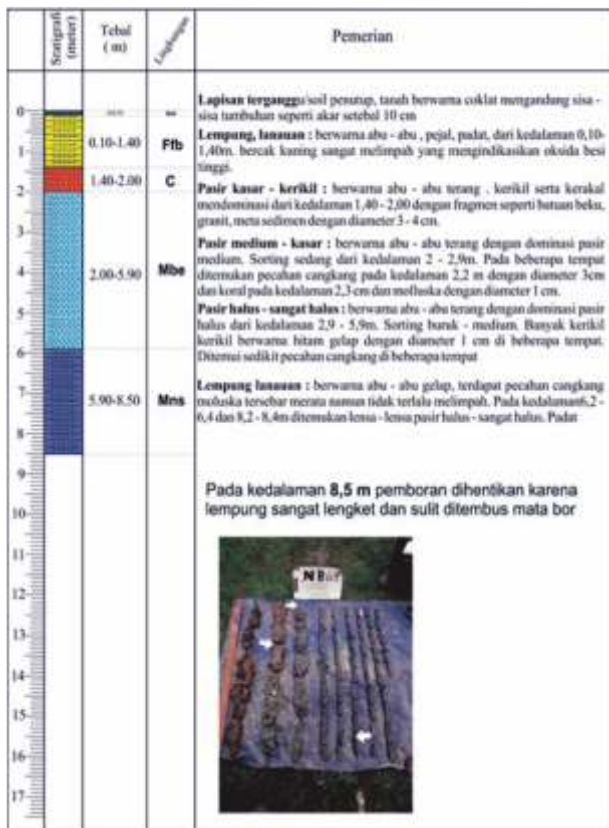 Stratigrafi (meter)
Tebal (m)
Lingkungan
Pemerian
0
1
2
3
4
5
6
7
8
9
10
11
12
13
14
15
16
17
0.10-1.40
Ffb
1.40-2.00
C
2.00-5.90
Mbe
5.90-8.50
Mns
Lapisan terganggu/soil penutup, tanah berwarna coklat mengandung sisa -
sisa tumbuhan seperti akar setebal 10 cm
Lempung, lanauan : berwarna abu - abu , pejal, padat, dari kedalaman 0,10-
1,40m. bercak kuning sangat melimpah yang mengindikasikan oksida besi
tinggi.
Pasir kasar - kerikil : berwarna abu - abu terang . kerikil serta kerakal
mendominasi dari kedalaman 1,40 - 2,00 dengan fragmen seperti batuan beku,
granit, meta sedimen dengan diameter 3 - 4cm.
Pasir medium - kasar : berwarna abu - abu terang dengan dominasi pasir
medium. Sorting sedang dari kedalaman 2 - 2,9m. Pada beberapa tempat
ditemukan pecahan cangkang pada kedalaman 2,2 m dengan diameter 3cm
dan koral pada kedalaman 2,3 cm dan molluska dengan diameter 1 cm.
Pasir halus - sangat halus : abu - abu terang dengan dominasi pasir
halus dari kedalaman 2,9 - 5,9m. Sorting buruk - medium. Banyak kerikil
kerikil berwarna hitam gelap dengan diameter 1 cm di beberapa tempat.
Ditemui sedikit pecahan cangkang di beberapa tempat
Lempung lanauan : berwarna abu - abu gelap, terdapat pecahan cangkang
moluska tersebar merata namun tidak terlalu melimpah. Pada kedalaman6,2 -
6,4 dan 8,2 - 8,4m ditemukan lensa - lensa pasir halus - sangat halus. Padat
Pada kedalaman 8,5 m pemboran dihentikan karena
lempung sangat lengket dan sulit ditembus mata bor